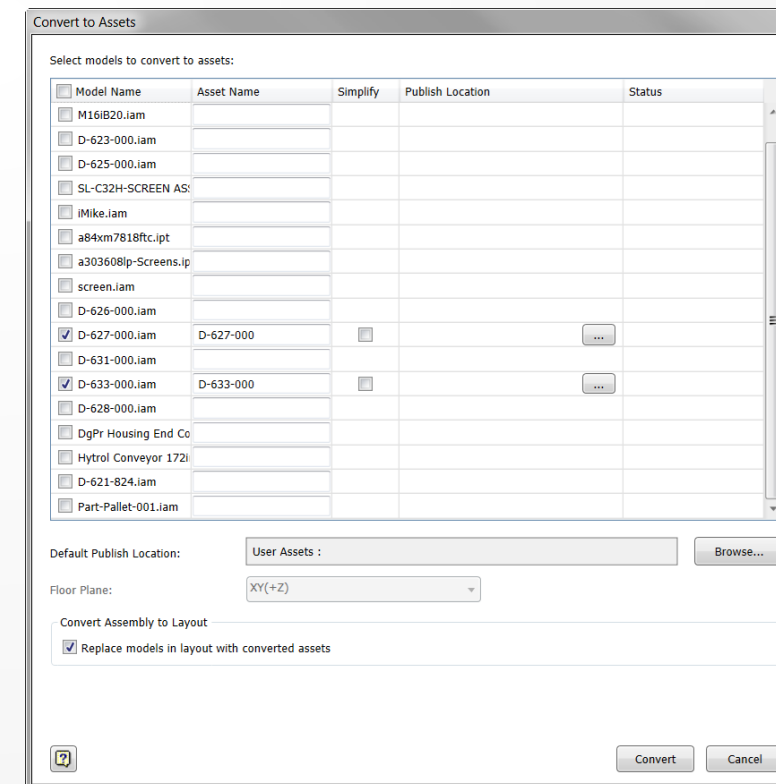 Convert to Assets
Select models to convert to assets:
Model Name Asset Name Simplify Publish Location Status
M16iB20.iam
D-623-000.iam
D-625-000.iam
SL-C32H-SCREEN ASS
iMike.iam
a84xm7818ftc.ipt
a303608lp-Screens.ip
screen.iam
D-626-000.iam
D-627-000.iam D-627-000 ...
D-631-000.iam
D-633-000.iam D-633-000 ...
D-628-000.iam
DgPr Housing End Co
Hytrol Conveyor 172i
D-621-824.iam
Part-Pallet-001.iam
Default Publish Location: User Assets : Browse...
Floor Plane: XY(+Z)
Convert Assembly to Layout
Replace models in layout with converted assets
? Convert Cancel